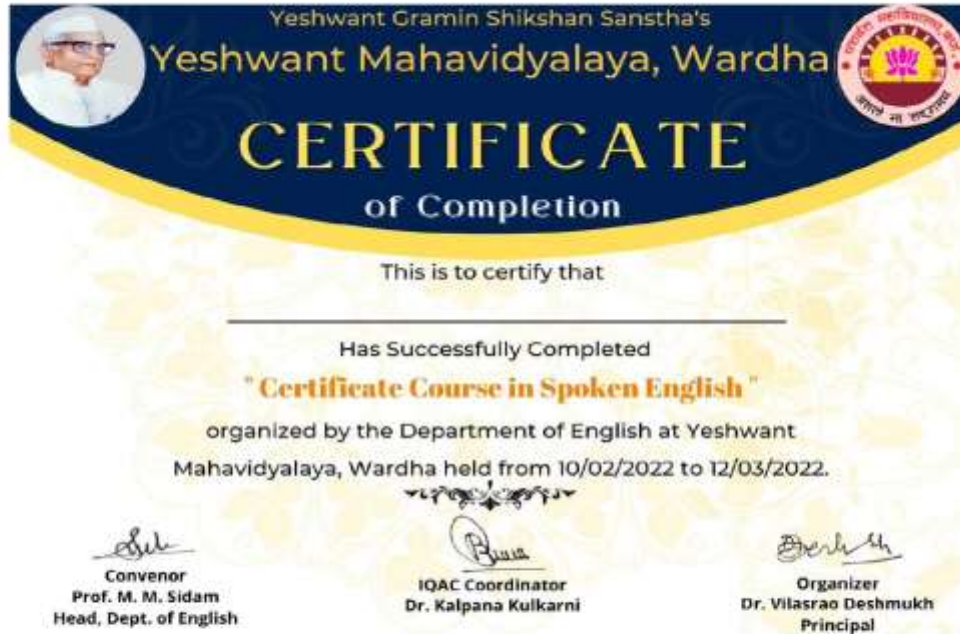 Yeshwant Gramin Shikshan Sanstha's
Yeshwant Mahavidyalaya, Wardha
CERTIFICATE
of Completion
This is to certify that
Has Successfully Completed
"Certificate Course in Spoken English"
organized by the Department of English at Yeshwant
Mahavidyalaya, Wardha held from 10/02/2022 to 12/03/2022.
Convenor
Prof. M. M. Sidam
Head, Dept. of English
IQAC Coordinator
Dr. Kalpana Kulkarni
Organizer
Dr. Vilasrao Deshmukh
Principal